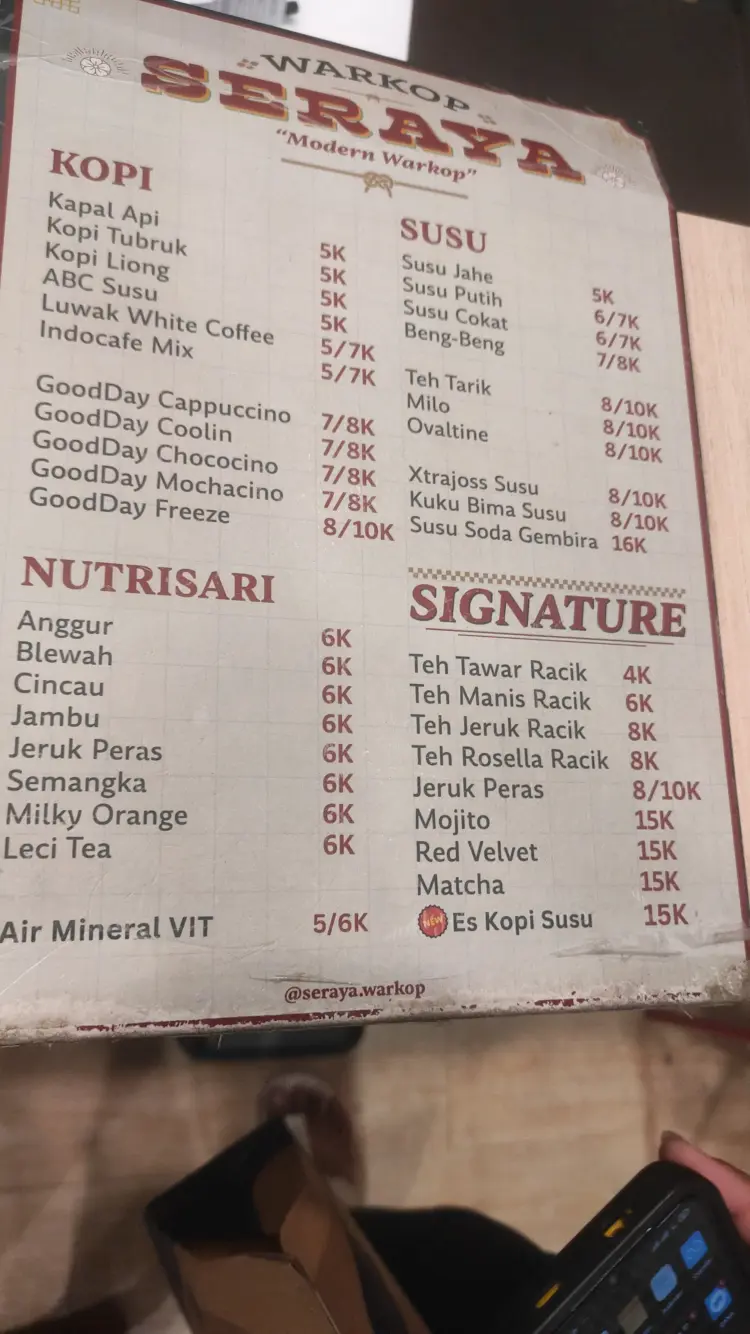 WARKOP
SERAYA
"Modern Warkop"
KOPI
Kapal Api 5K
Kopi Tubruk 5K
Kopi Liong 5K
ABC Susu 5K
Luwak White Coffee 5/7K
Indocafe Mix 5/7K
GoodDay Cappuccino 7/8K
GoodDay Coolin 7/8K
GoodDay Chococino 7/8K
GoodDay Mochacino 7/8K
GoodDay Freeze 8/10K
NUTRISARI
Anggur 6K
Blewah 6K
Cincau 6K
Jambu 6K
Jeruk Peras 6K
Semangka 6K
Milky Orange 6K
Leci Tea 6K
Air Mineral VIT 5/6K
SUSU
Susu Jahe 5K
Susu Putih 6/7K
Susu Cokat 6/7K
Beng-Beng 7/8K
Teh Tarik 8/10K
Milo 8/10K
Ovaltine 8/10K
Xtrajoss Susu 8/10K
Kuku Bima Susu 8/10K
Susu Soda Gembira 16K
SIGNATURE
Teh Tawar Racik 4K
Teh Manis Racik 6K
Teh Jeruk Racik 8K
Teh Rosella Racik 8K
Jeruk Peras 8/10K
Mojito 15K
Red Velvet 15K
Matcha 15K
NEW Es Kopi Susu 15K
@seraya.warkop